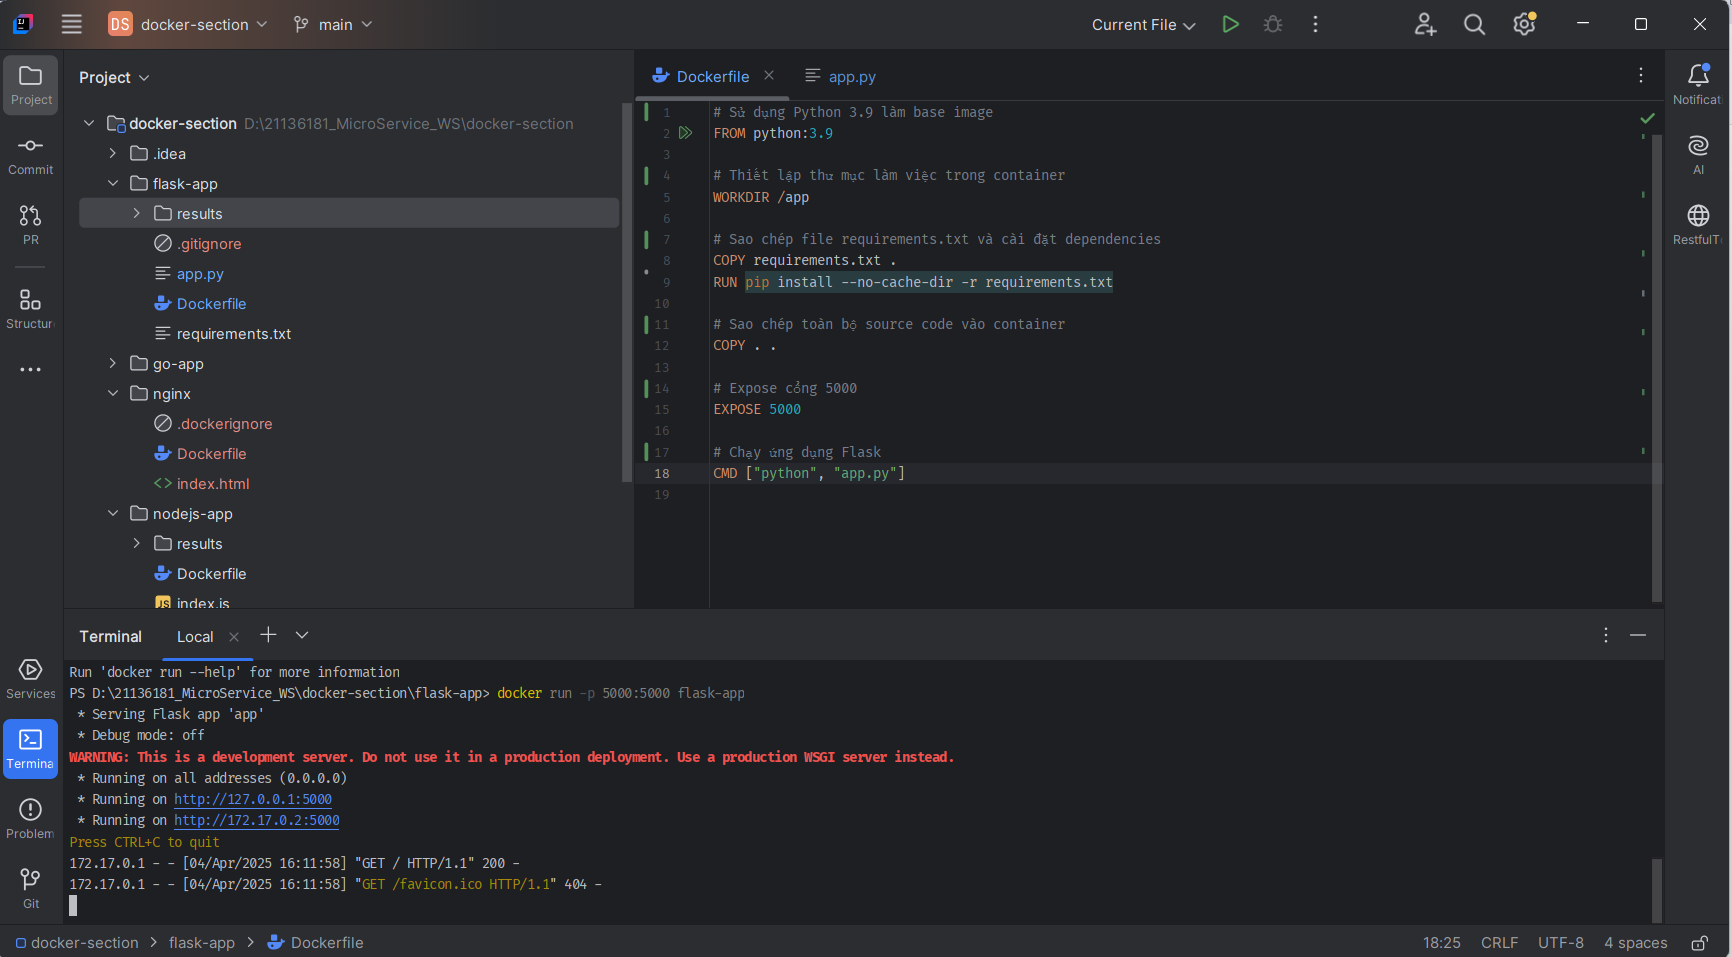 DS docker-section
main
Current File
Project
Commit
PR
Structur
Services
Termina
Problem
Git
Project
docker-section D:\21136181_MicroService_WS\docker-section
.idea
flask-app
results
.gitignore
app.py
Dockerfile
requirements.txt
go-app
nginx
.dockerignore
Dockerfile
index.html
nodejs-app
results
Dockerfile
JS index.js
Dockerfile
app.py
1 # Sử dụng Python 3.9 làm base image
2 FROM python:3.9
3
4 # Thiết lập thư mục làm việc trong container
5 WORKDIR /app
6
7 # Sao chép file requirements.txt và cài đặt dependencies
8 COPY requirements.txt .
9 RUN pip install --no-cache-dir -r requirements.txt
10
11 # Sao chép toàn bộ source code vào container
12 COPY . .
13
14 # Expose cổng 5000
15 EXPOSE 5000
16
17 # Chạy ứng dụng Flask
18 CMD ["python", "app.py"]
19
Notificat
AI
RestfulT
Terminal
Local
Run 'docker run --help' for more information
PS D:\21136181_MicroService_WS\docker-section\flask-app> docker run -p 5000:5000 flask-app
* Serving Flask app 'app'
* Debug mode: off
WARNING: This is a development server. Do not use it in a production deployment. Use a production WSGI server instead.
* Running on all addresses (0.0.0.0)
* Running on http://127.0.0.1:5000
* Running on http://172.17.0.2:5000
Press CTRL+C to quit
172.17.0.1 - - [04/Apr/2025 16:11:58] "GET / HTTP/1.1" 200 -
172.17.0.1 - - [04/Apr/2025 16:11:58] "GET /favicon.ico HTTP/1.1" 404 -
docker-section > flask-app > Dockerfile
18:25 CRLF UTF-8 4 spaces